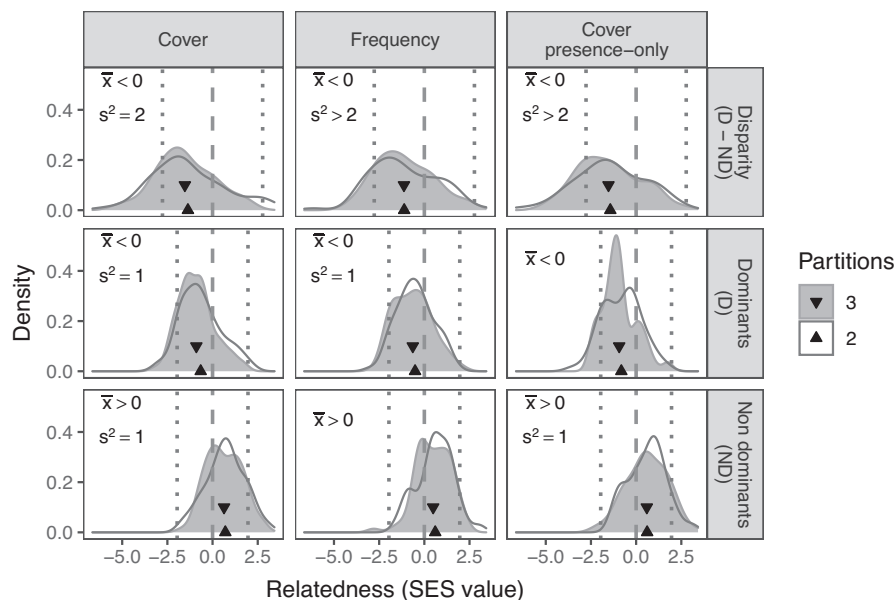 Cover
Frequency
Cover
presence−only
x̅ < 0
s² = 2
x̅ < 0
s² > 2
x̅ < 0
s² > 2
Disparity
(D − ND)
0.4
0.2
0.0
x̅ < 0
s² = 1
x̅ < 0
s² = 1
x̅ < 0
Dominants
(D)
0.4
0.2
0.0
x̅ > 0
s² = 1
x̅ > 0
x̅ > 0
s² = 1
Non dominants
(ND)
0.4
0.2
0.0
Density
−5.0 −2.5 0.0 2.5
−5.0 −2.5 0.0 2.5
−5.0 −2.5 0.0 2.5
Relatedness (SES value)
Partitions
3
2